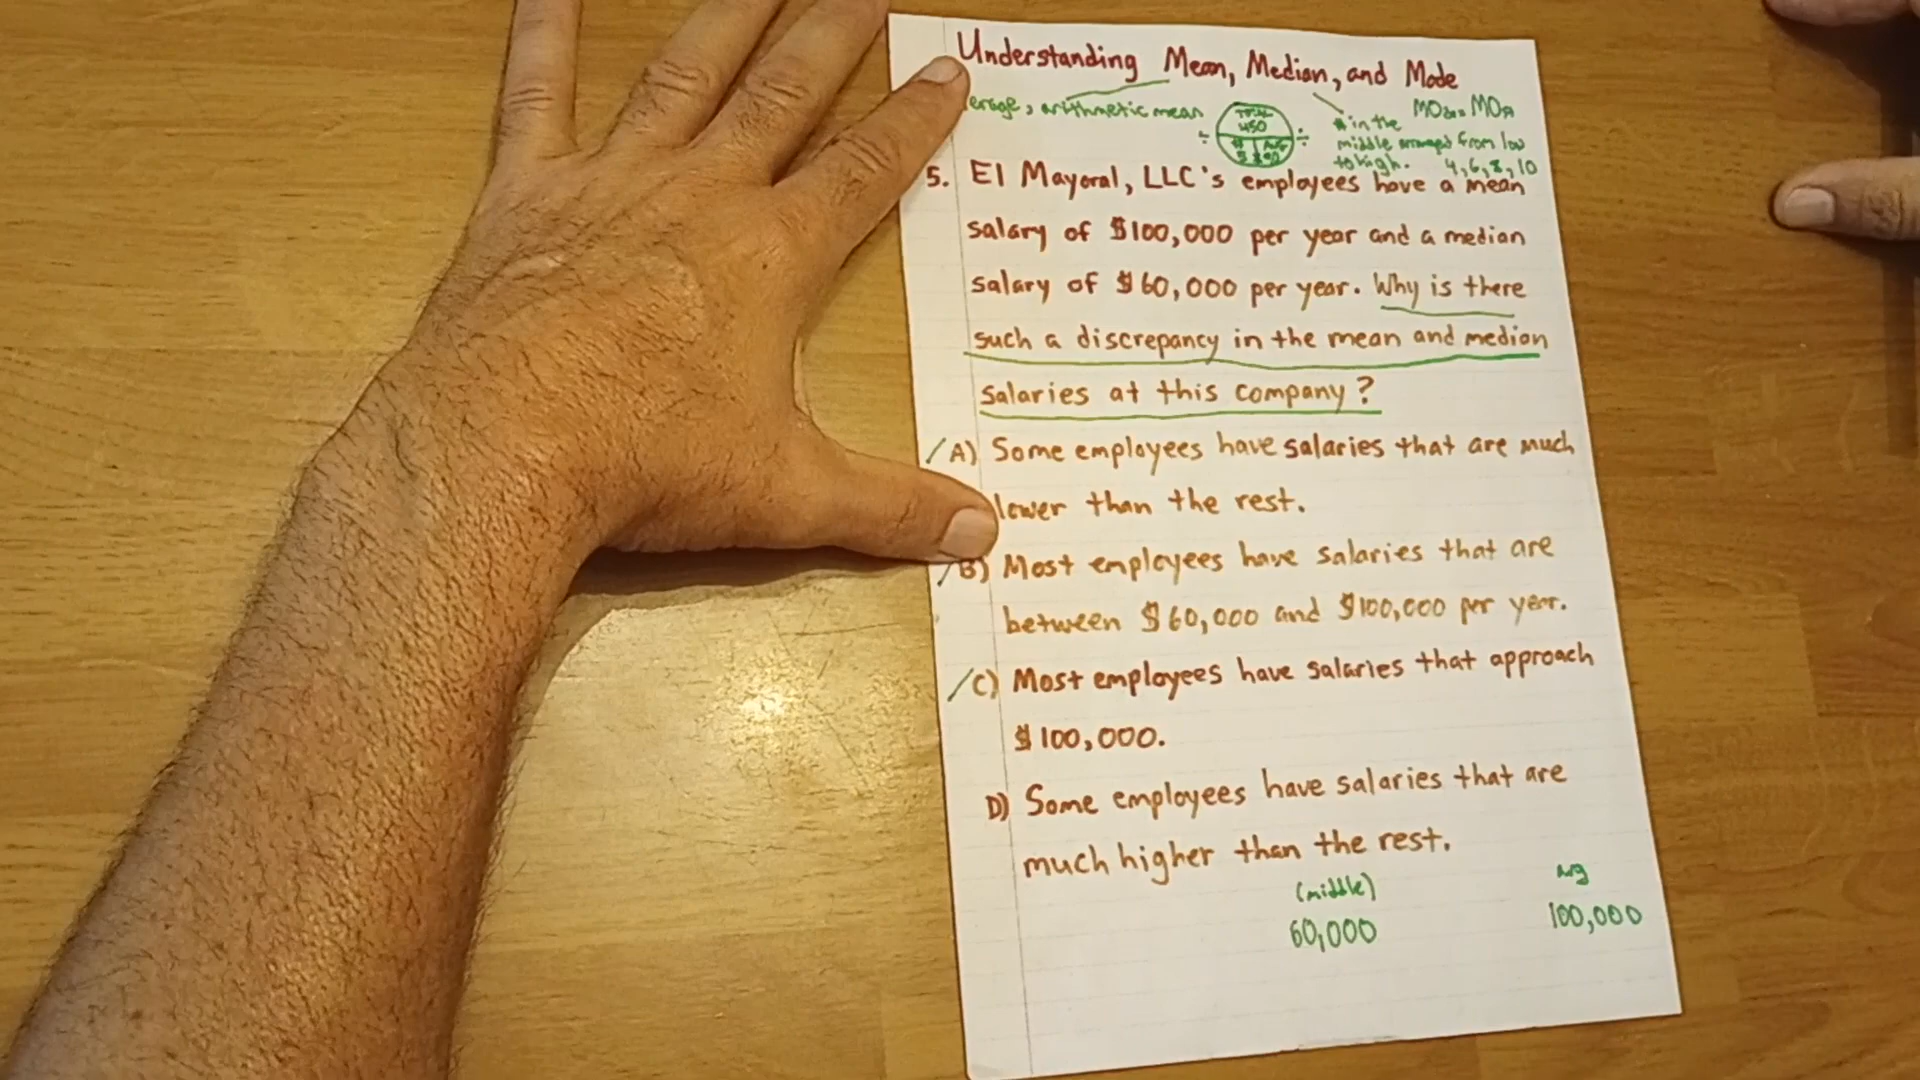 Understanding Mean, Median, and Mode
erage, arithmetic mean
TOTAL
450
÷ ÷
# in the
middle arranged from low
to high. 4, 6, 8, 10
5. El Mayoral, LLC's employees have a mean
salary of $100,000 per year and a median
salary of $60,000 per year. Why is there
such a discrepancy in the mean and median
salaries at this company?
A) Some employees have salaries that are much
lower than the rest.
B) Most employees have salaries that are
between $60,000 and $100,000 per year.
C) Most employees have salaries that approach
$100,000.
D) Some employees have salaries that are
much higher than the rest.
(middle)
60,000
avg
100,000